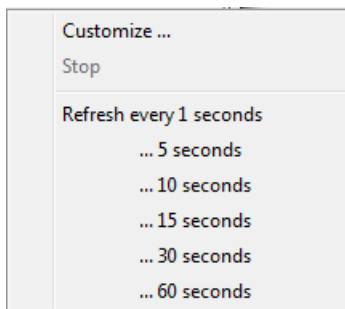 Customize ...
Stop
Refresh every 1 seconds
... 5 seconds
... 10 seconds
... 15 seconds
... 30 seconds
... 60 seconds